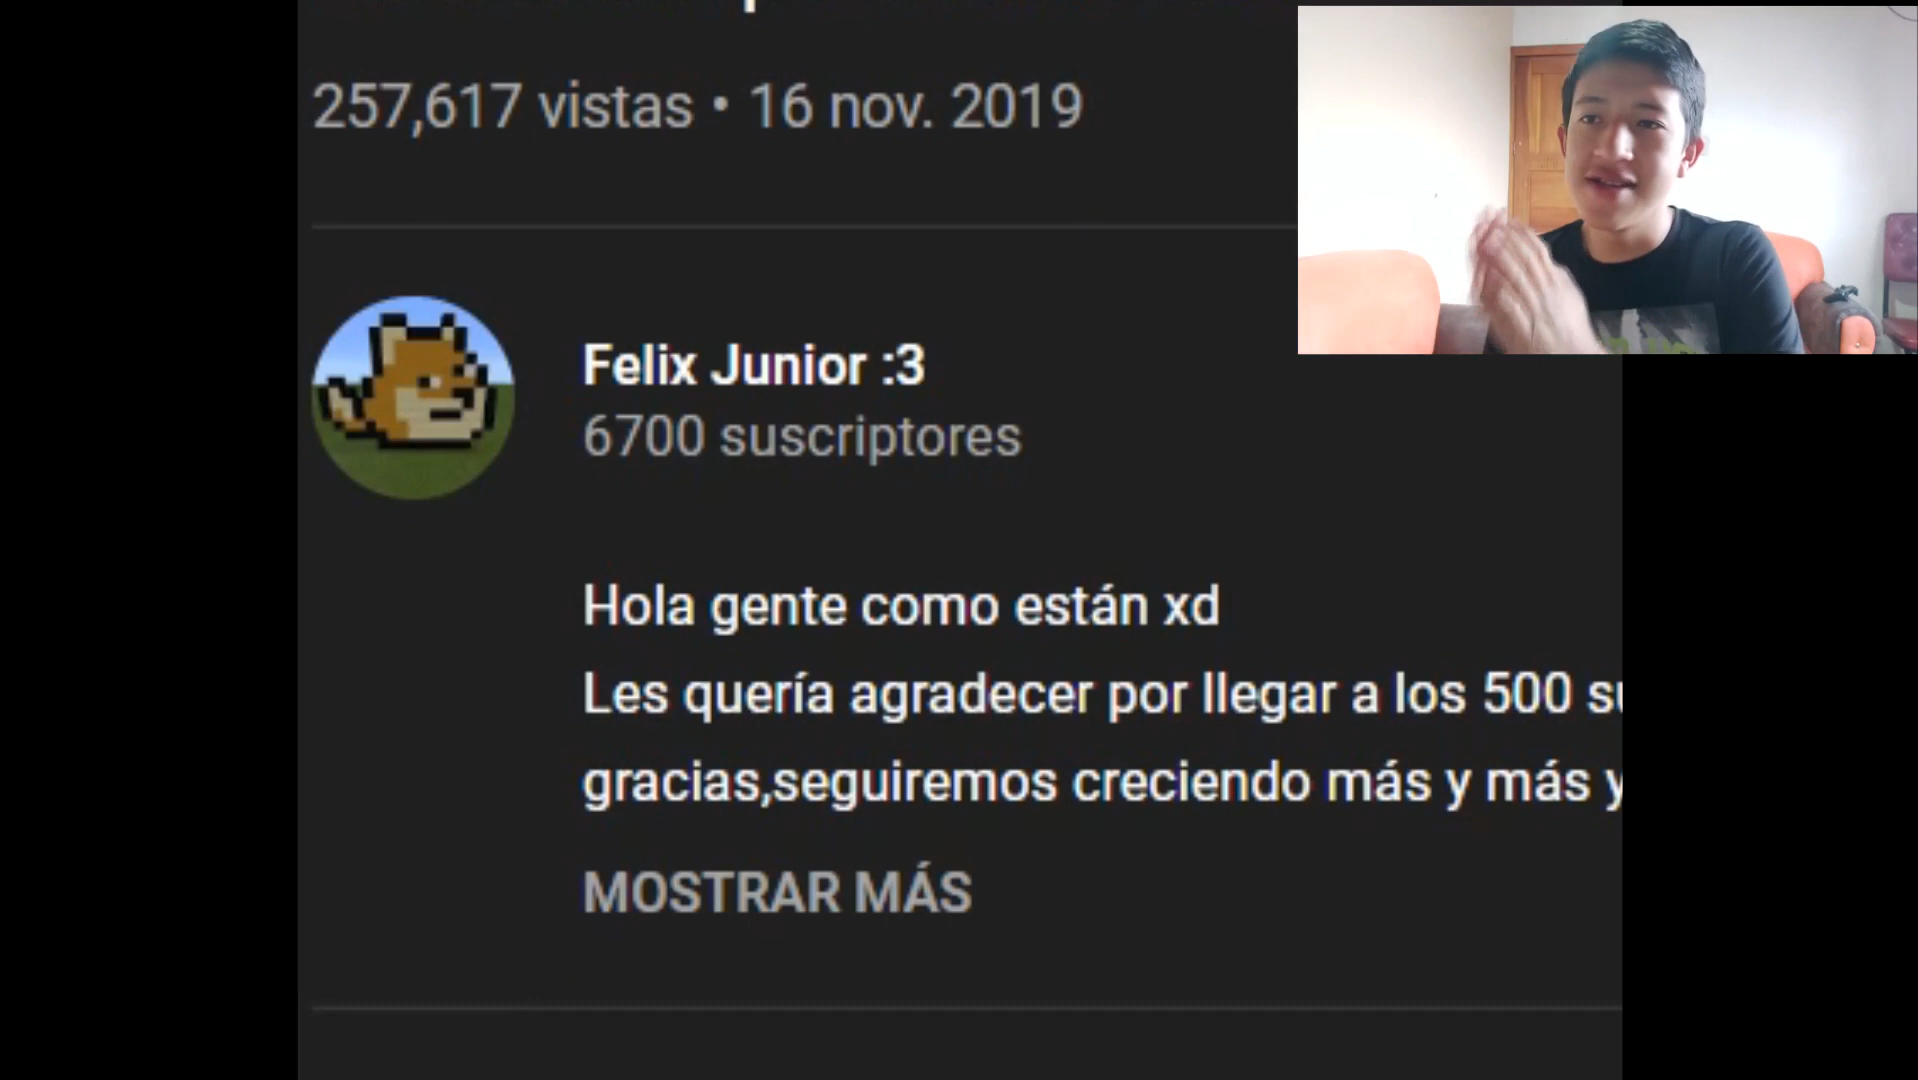 257,617 vistas • 16 nov. 2019
Felix Junior :3
6700 suscriptores
Hola gente como están xd
Les quería agradecer por llegar a los 500 su
gracias,seguiremos creciendo más y más y
MOSTRAR MÁS